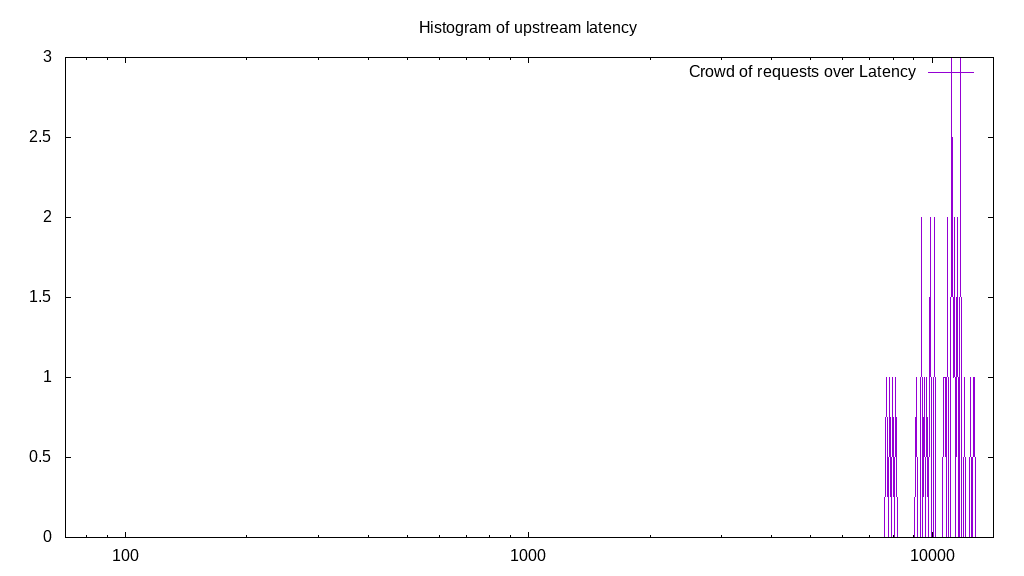 Histogram of upstream latency
Crowd of requests over Latency
3
2.5
2
1.5
1
0.5
0
100 1000 10000